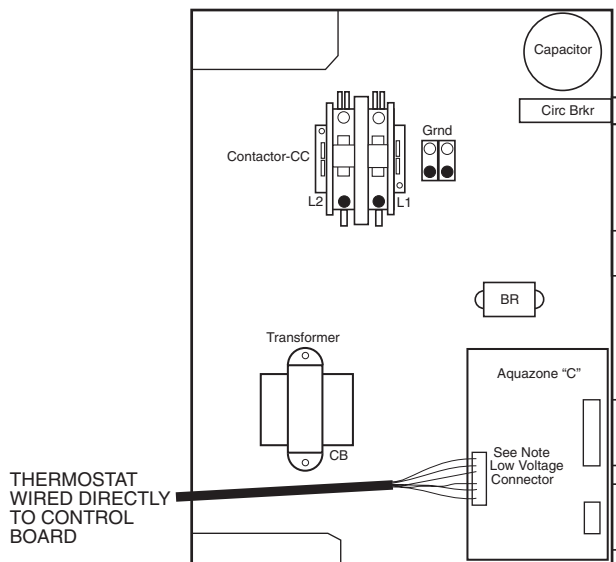 Capacitor
Circ Brkr
Grnd
Contactor-CC
L2
L1
BR
Transformer
Aquazone “C”
CB
See Note
Low Voltage
Connector
THERMOSTAT
WIRED DIRECTLY
TO CONTROL
BOARD